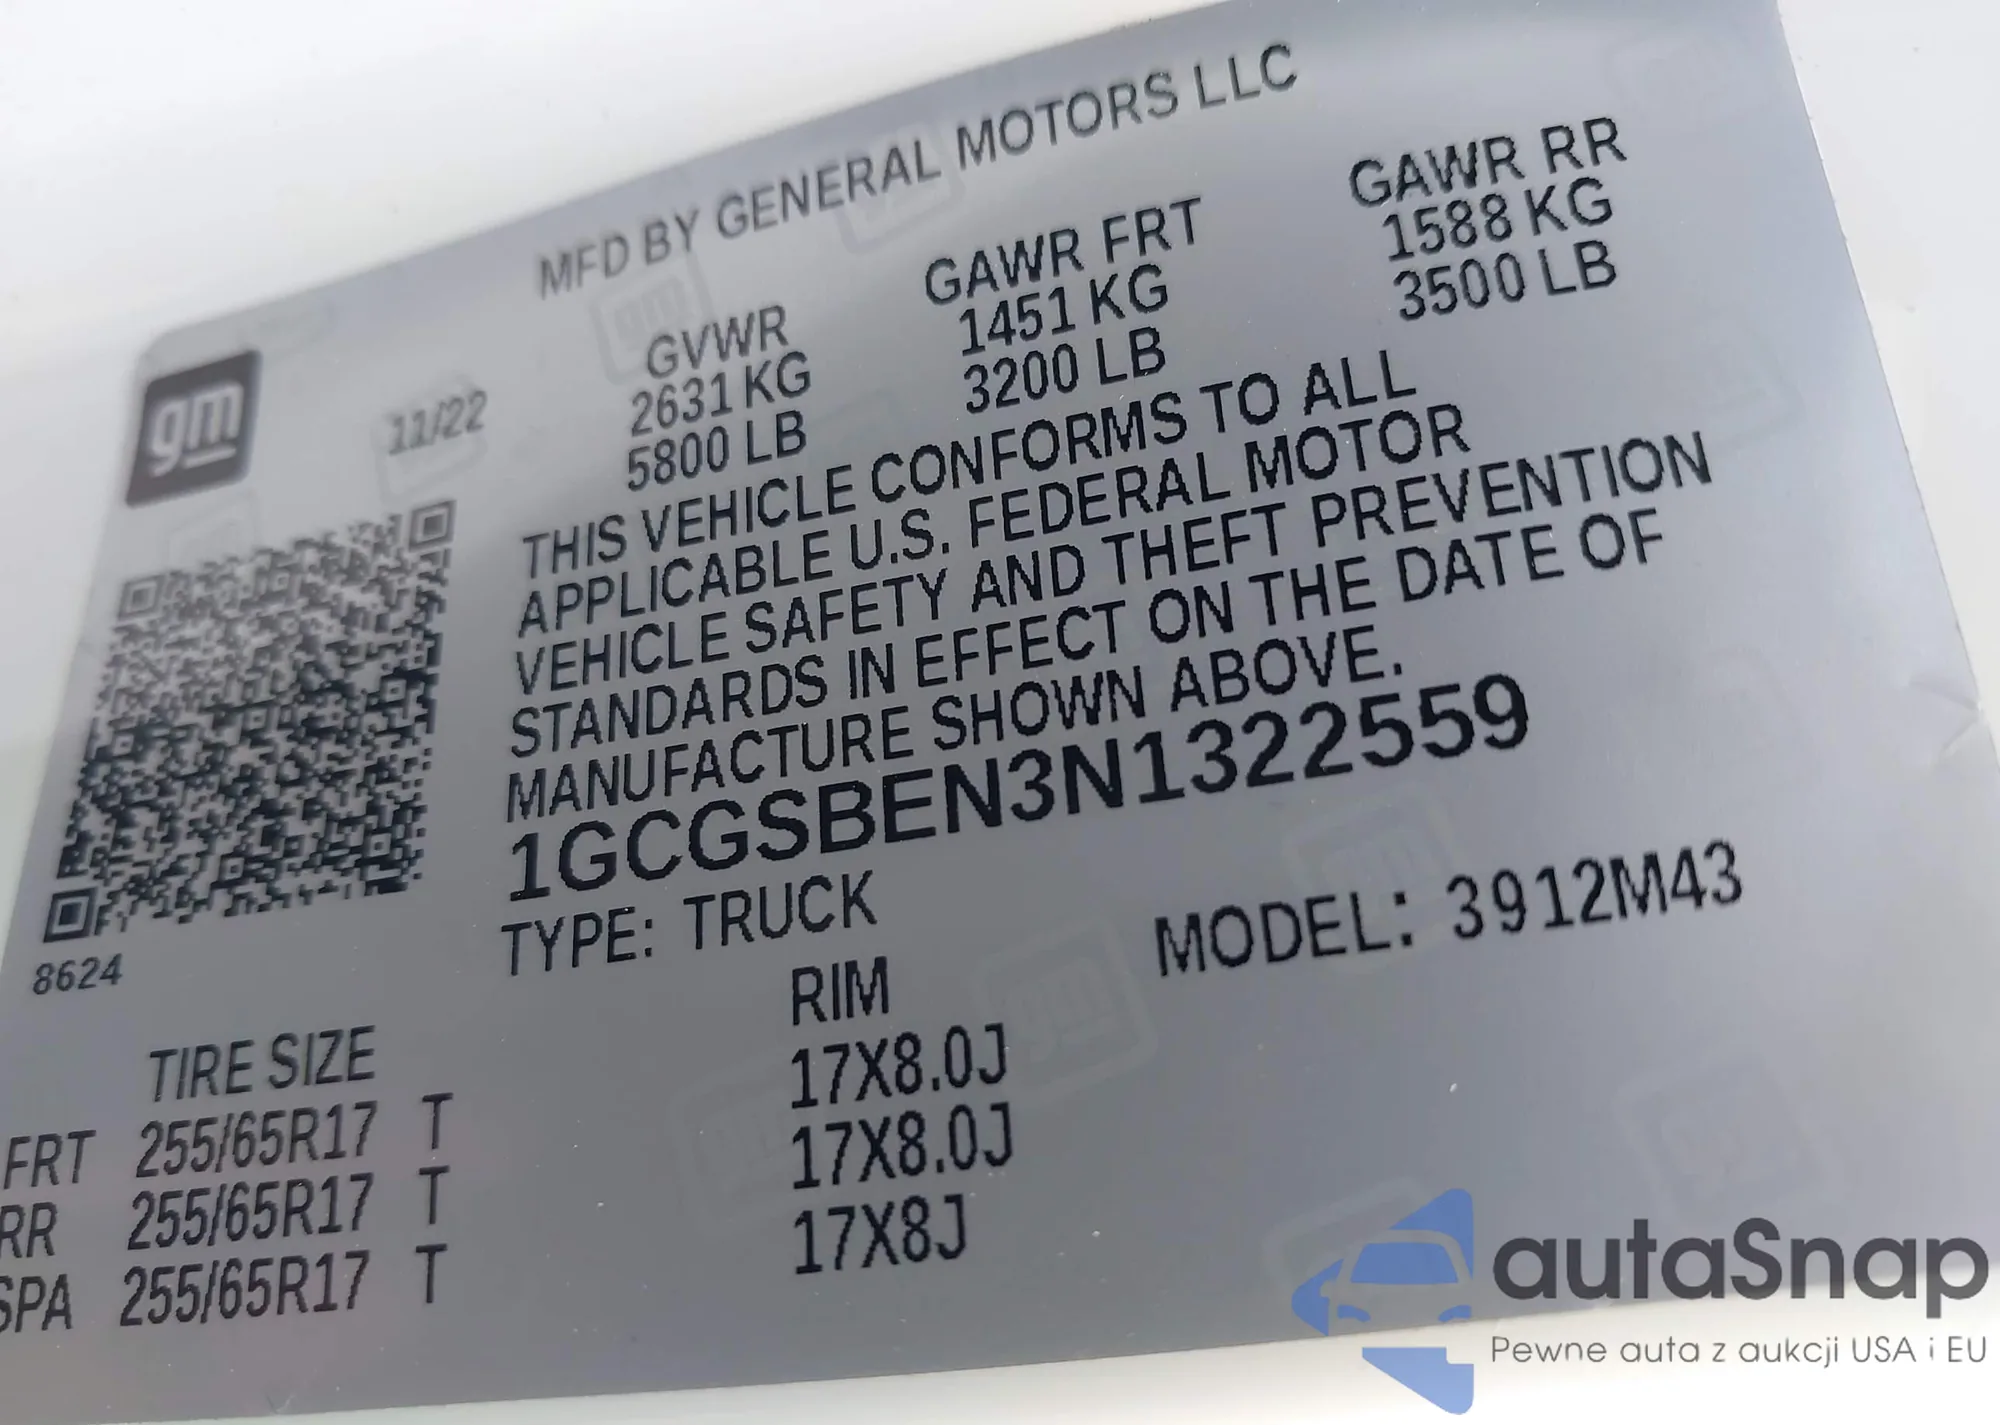 MFD BY GENERAL MOTORS LLC
gm
11/22
GVWR
2631 KG
5800 LB
GAWR FRT
1451 KG
3200 LB
GAWR RR
1588 KG
3500 LB
THIS VEHICLE CONFORMS TO ALL
APPLICABLE U.S. FEDERAL MOTOR
VEHICLE SAFETY AND THEFT PREVENTION
STANDARDS IN EFFECT ON THE DATE OF
MANUFACTURE SHOWN ABOVE.
1GCGSBEN3N1322559
TYPE: TRUCK
MODEL: 3912M43
8624
TIRE SIZE RIM
FRT 255/65R17 T 17X8.0J
RR 255/65R17 T 17X8.0J
SPA 255/65R17 T 17X8J
autaSnap
Pewne auta z aukcji USA i EU